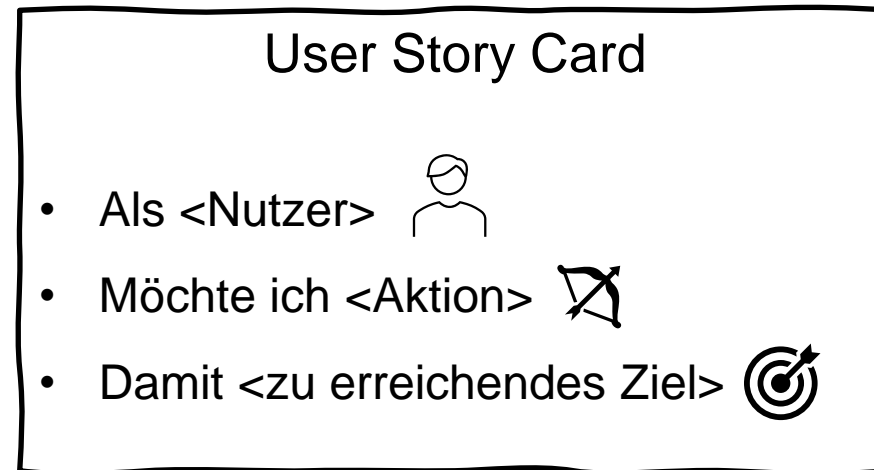 User Story Card
• Als <Nutzer>
• Möchte ich <Aktion>
• Damit <zu erreichendes Ziel>